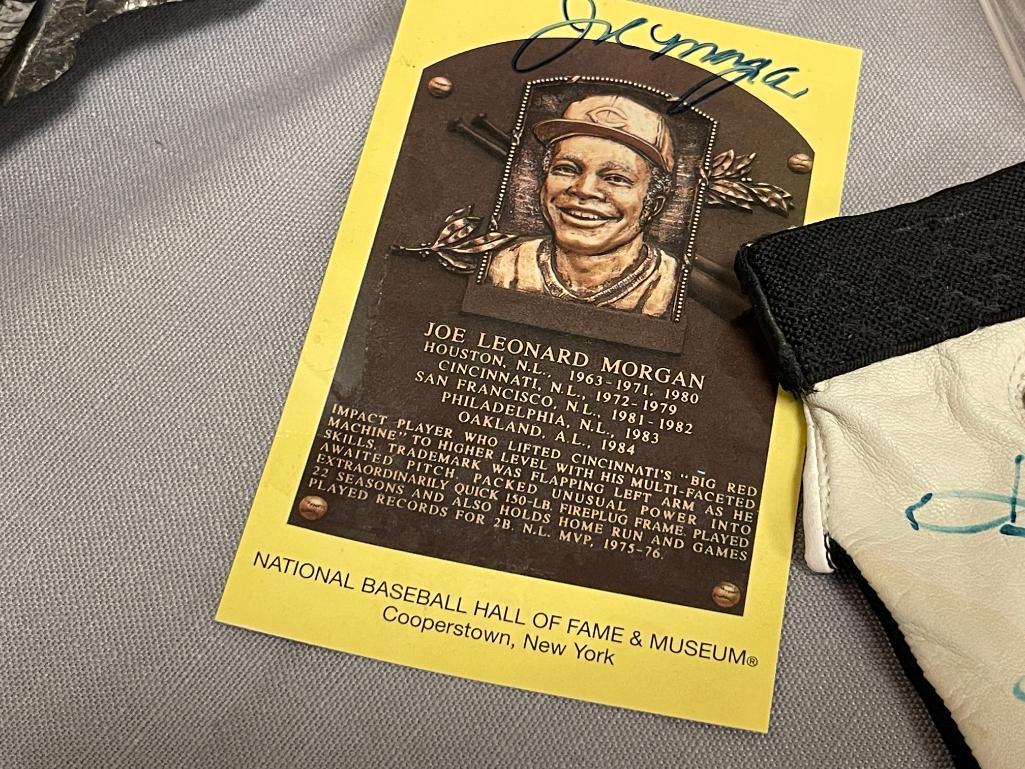 Joe Morgan
C
JOE LEONARD MORGAN
HOUSTON, N.L., 1963-1971, 1980
CINCINNATI, N.L., 1972-1979
SAN FRANCISCO, N.L., 1981-1982
PHILADELPHIA, N.L., 1983
OAKLAND, A.L., 1984
IMPACT PLAYER WHO LIFTED CINCINNATI'S "BIG RED
MACHINE" TO HIGHER LEVEL WITH HIS MULTI-FACETED
SKILLS. TRADEMARK WAS FLAPPING LEFT ARM AS HE
AWAITED PITCH. PACKED UNUSUAL POWER INTO
EXTRAORDINARILY QUICK 150-LB. FIREPLUG FRAME. PLAYED
22 SEASONS AND ALSO HOLDS HOME RUN AND GAMES
PLAYED RECORDS FOR 2B. N.L. MVP, 1975-76.
NATIONAL BASEBALL HALL OF FAME & MUSEUM®
Cooperstown, New York